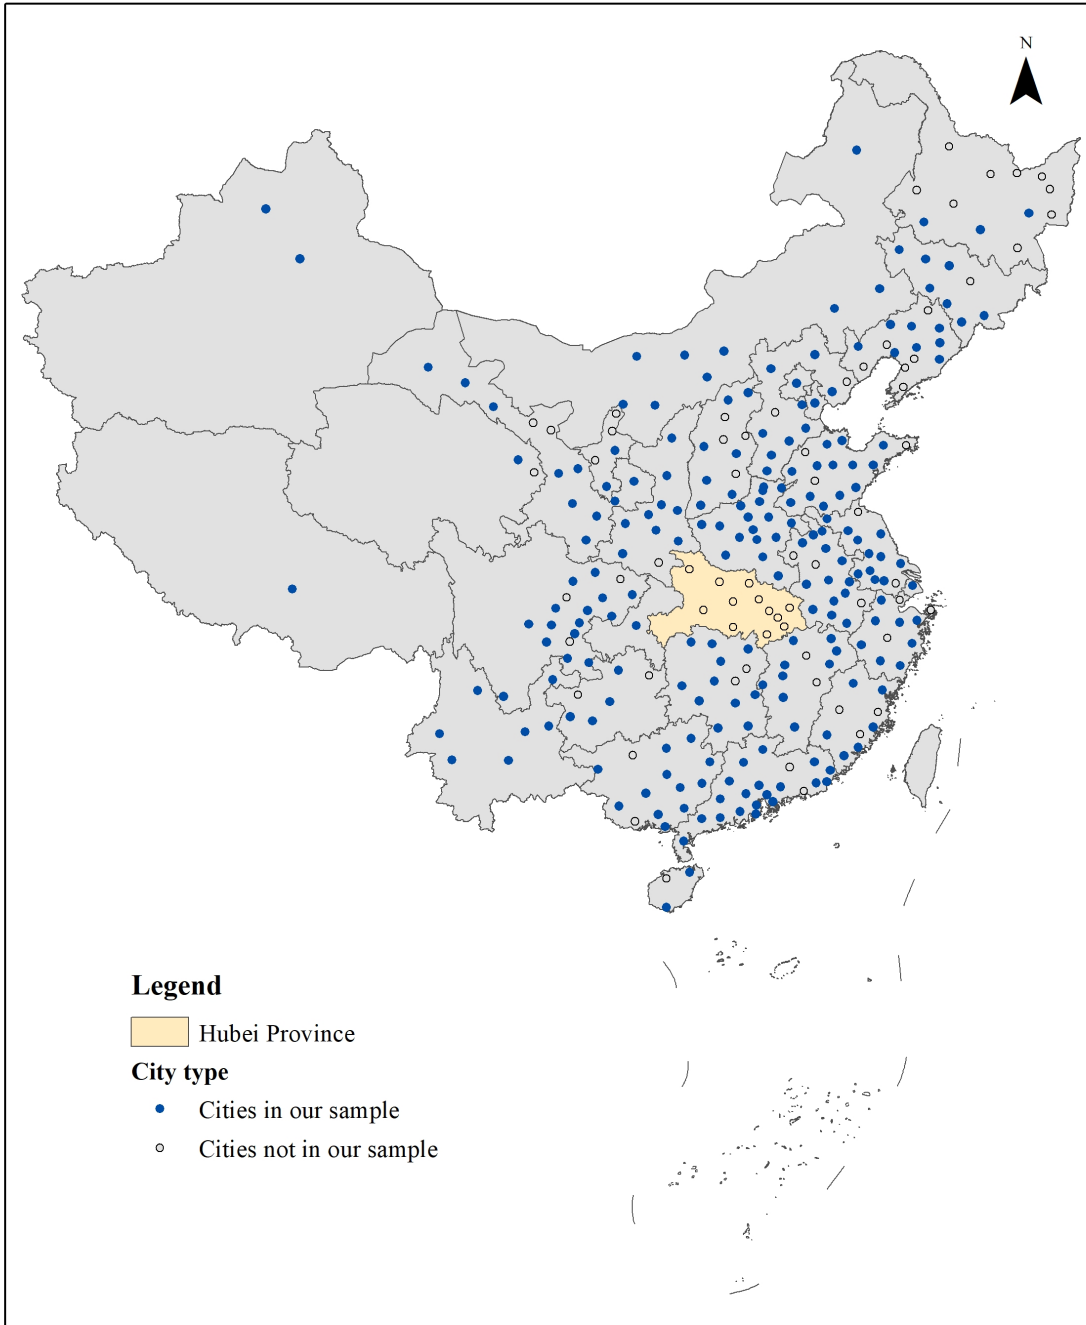 N
Legend
Hubei Province
City type
Cities in our sample
Cities not in our sample